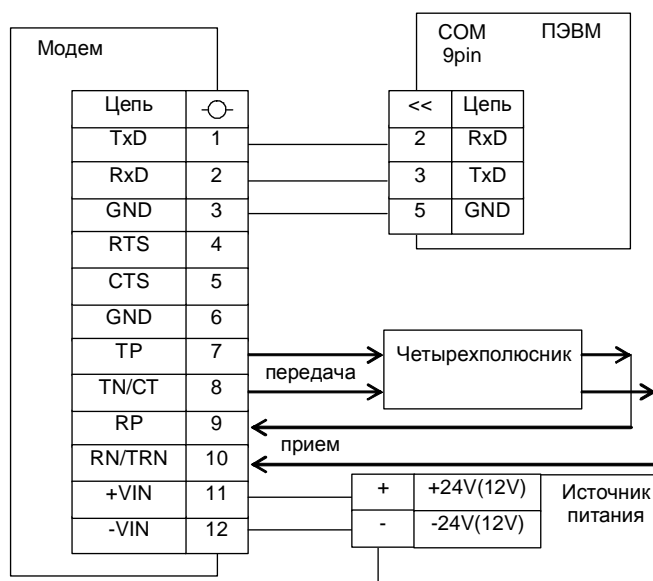 Модем
COM ПЭВМ
9pin
Цепь
TxD 1
RxD 2
GND 3
RTS 4
CTS 5
GND 6
TP 7
TN/CT 8
RP 9
RN/TRN 10
+VIN 11
-VIN 12
<< Цепь
2 RxD
3 TxD
5 GND
передача
Четырехполюсник
прием
+ +24V(12V)
- -24V(12V)
Источник
питания